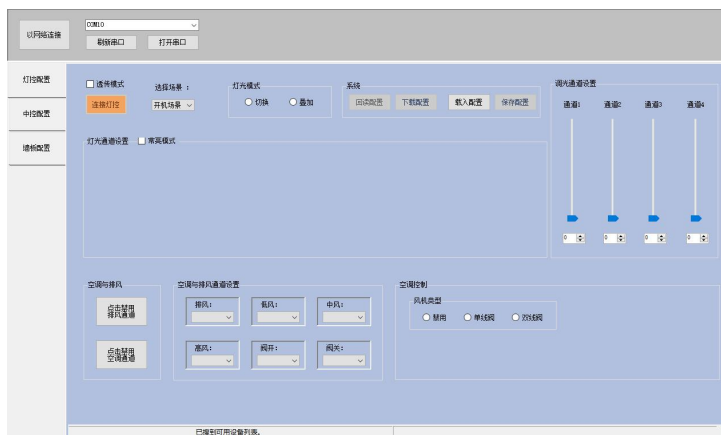 以网络连接
COM10
刷新串口 打开串口
灯控配置
中控配置
墙板配置
透传模式 选择场景 :
连接灯控 开机场景
灯光模式
切换 叠加
系统
回读配置 下载配置 载入配置 保存配置
调光通道设置
通道1 通道2 通道3 通道4
0 0 0 0
灯光通道设置 常英模式
空调与排风
点击禁用
排风通道
点击禁用
空调通道
空调与排风通道设置
排风: 低风: 中风:
高风: 阀开: 阀关:
空调控制
风机类型
禁用 单线阀 双线阀
已搜到可用设备列表。